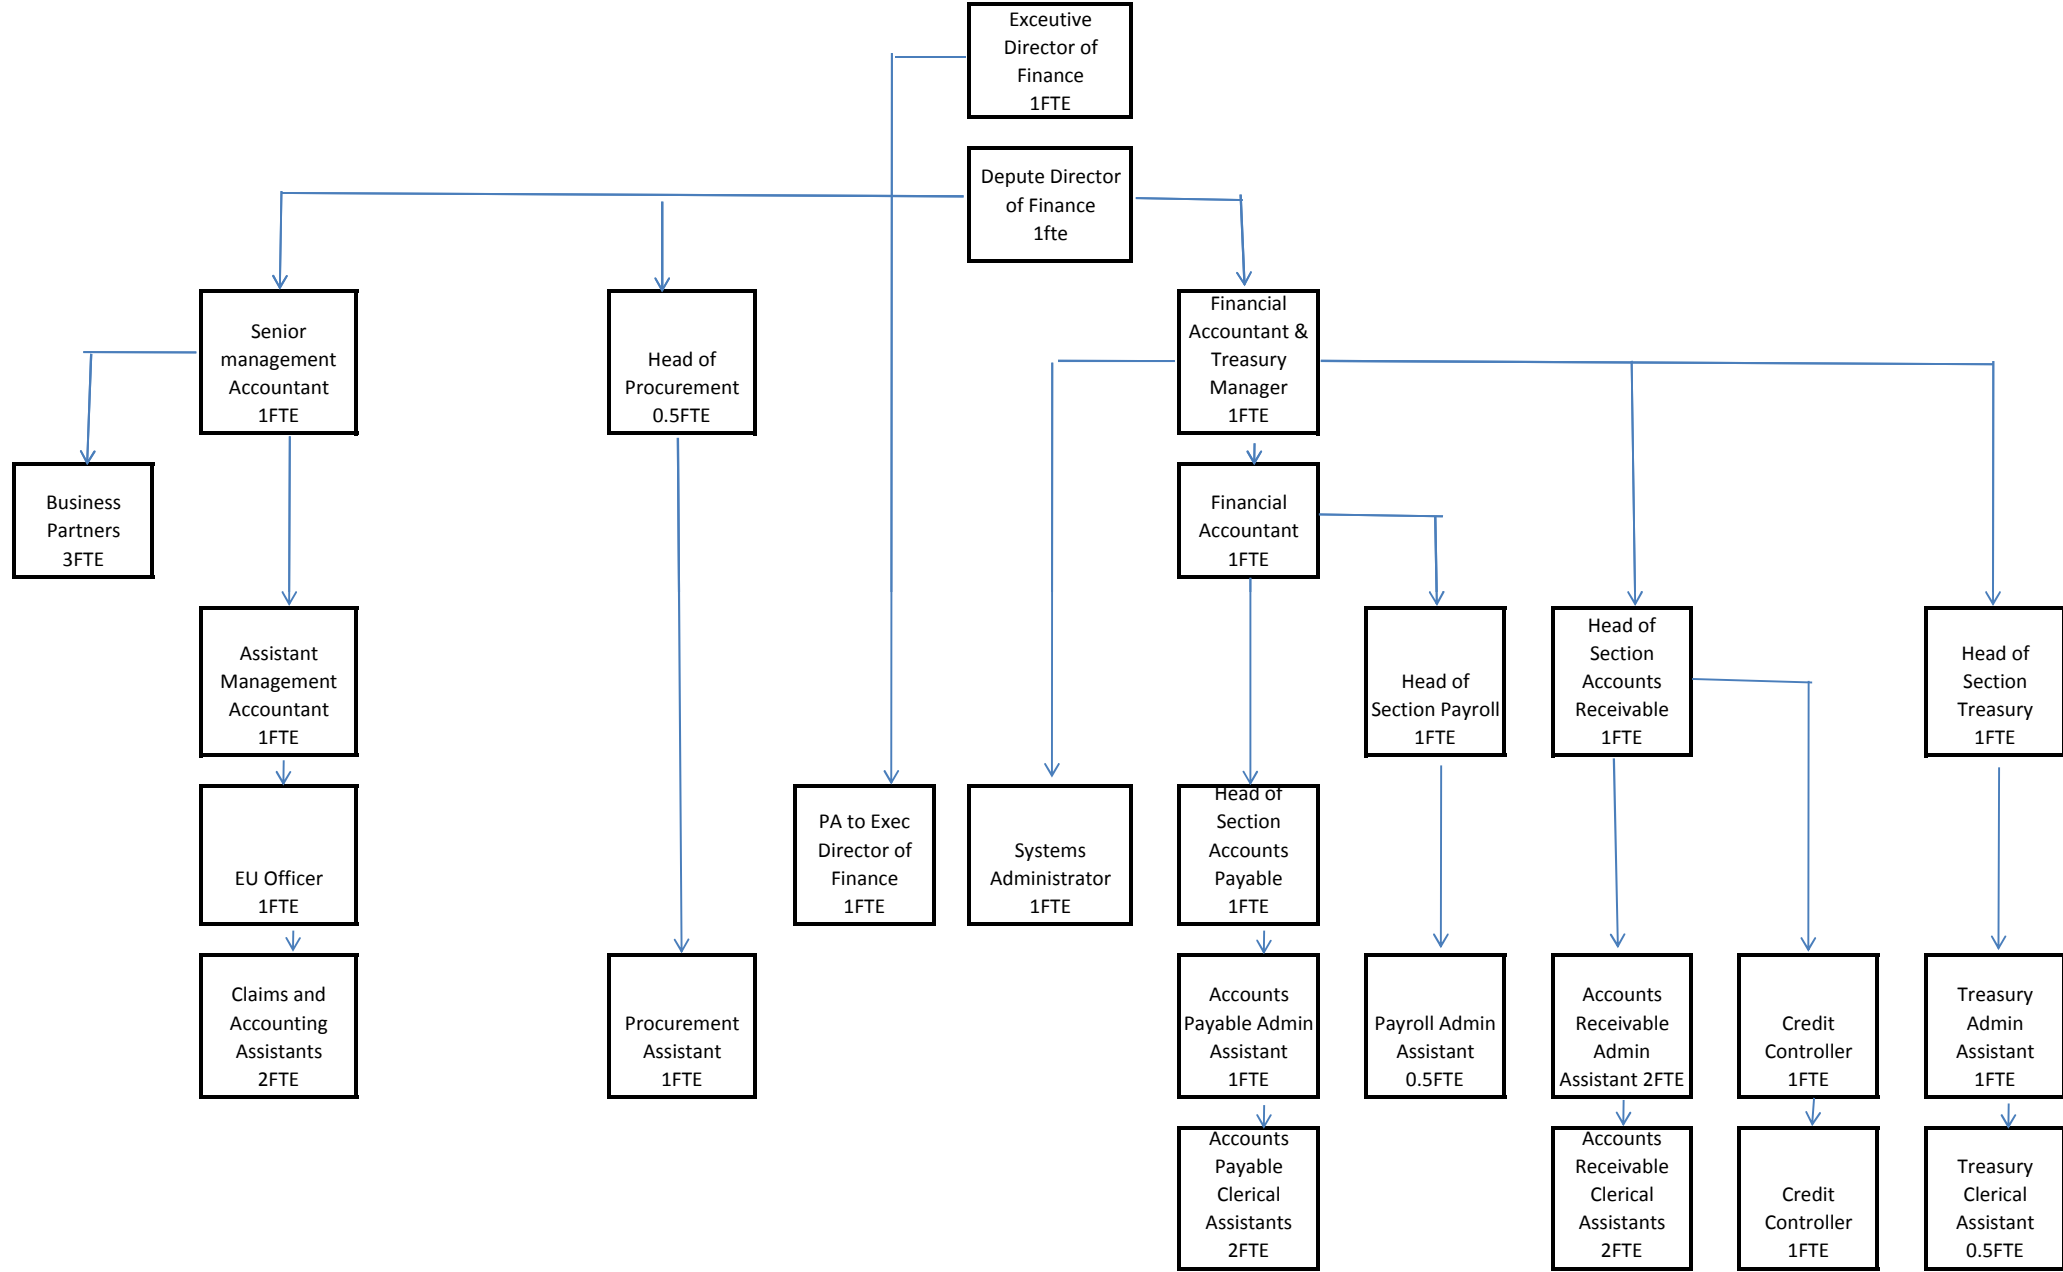 Exceutive
Director of
Finance
1FTE
Depute Director
of Finance
1fte
Senior
management
Accountant
1FTE
Head of
Procurement
0.5FTE
Financial
Accountant &
Treasury
Manager
1FTE
Business
Partners
3FTE
Financial
Accountant
1FTE
Assistant
Management
Accountant
1FTE
Head of
Section Payroll
1FTE
Head of
Section
Accounts
Receivable
1FTE
Head of
Section
Treasury
1FTE
EU Officer
1FTE
PA to Exec
Director of
Finance
1FTE
Systems
Administrator
1FTE
Head of
Section
Accounts
Payable
1FTE
Claims and
Accounting
Assistants
2FTE
Procurement
Assistant
1FTE
Accounts
Payable Admin
Assistant
1FTE
Payroll Admin
Assistant
0.5FTE
Accounts
Receivable
Admin
Assistant 2FTE
Credit
Controller
1FTE
Treasury
Admin
Assistant
1FTE
Accounts
Payable
Clerical
Assistants
2FTE
Accounts
Receivable
Clerical
Assistants
2FTE
Credit
Controller
1FTE
Treasury
Clerical
Assistant
0.5FTE